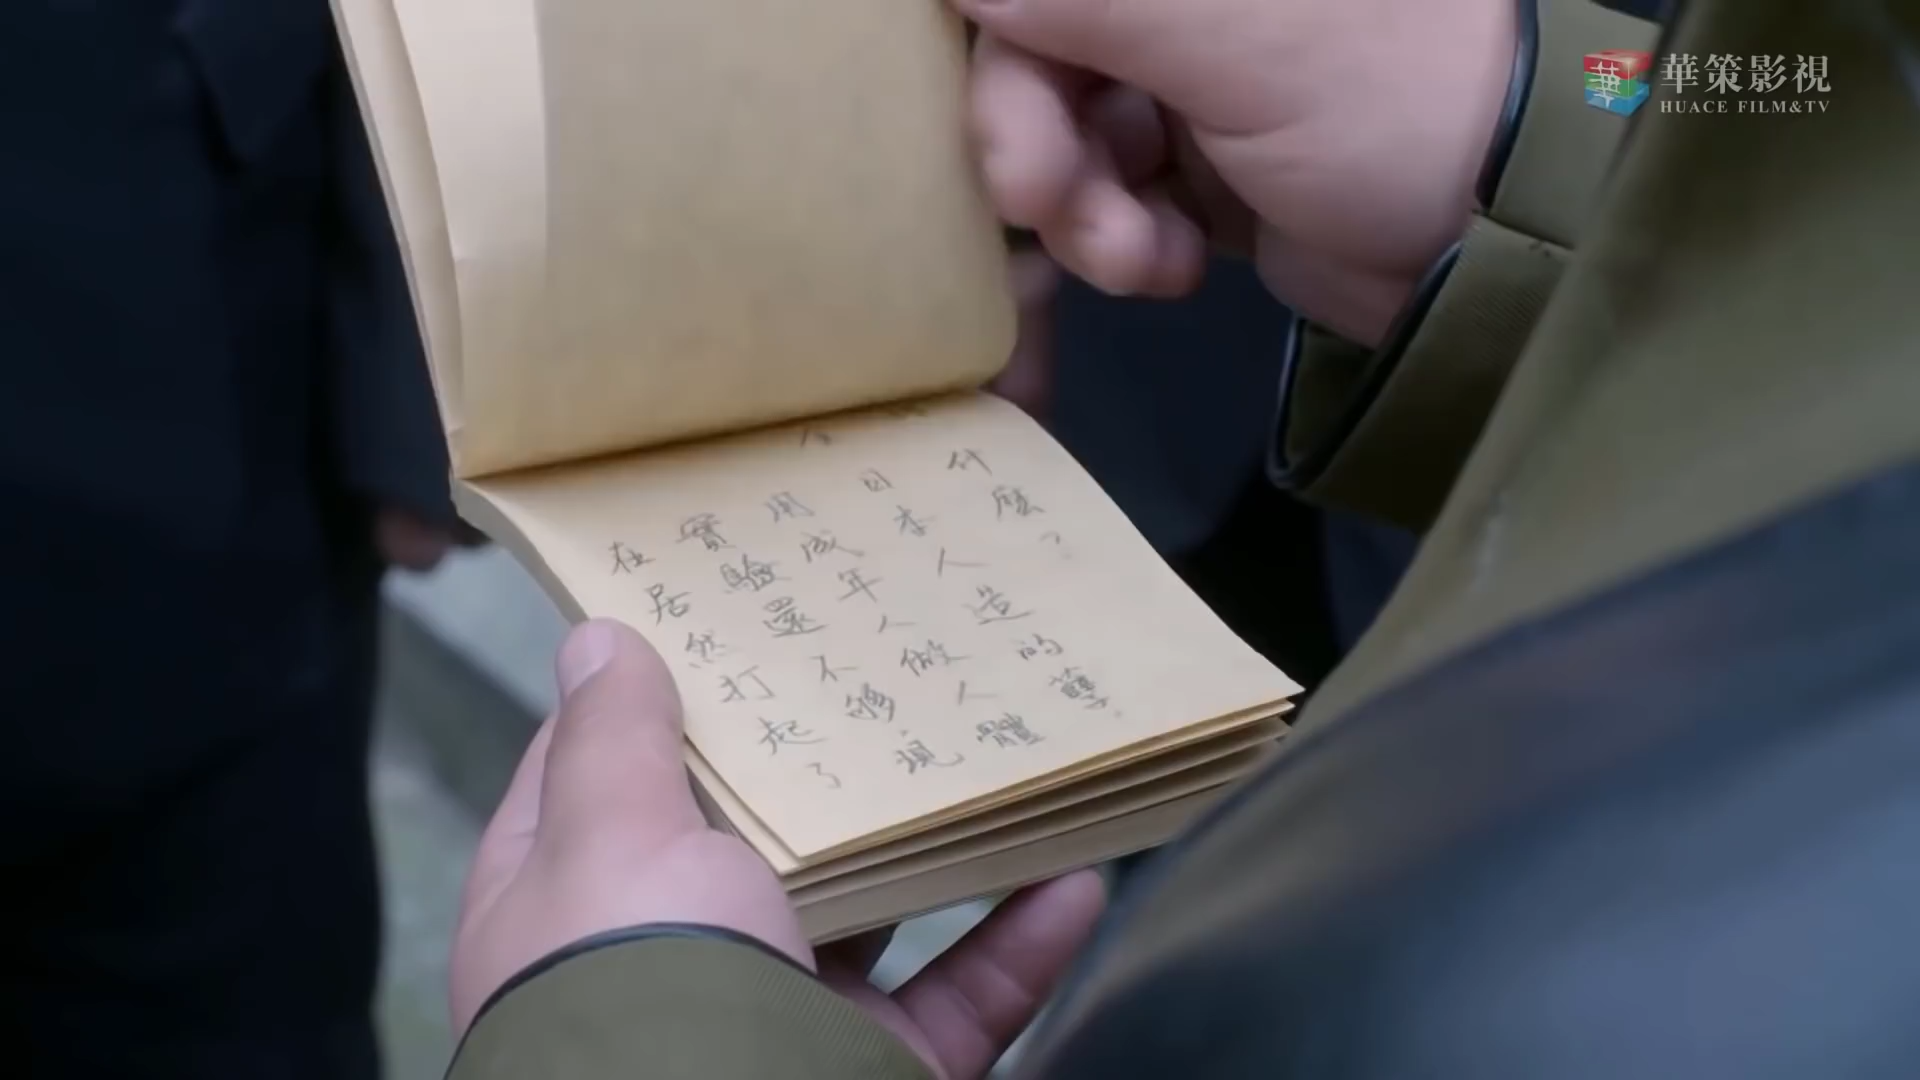 什麼?
日本人造的孽.
用成年人做人體
實驗還不够,現
在居然打起了
華策影視
HUACE FILM&TV